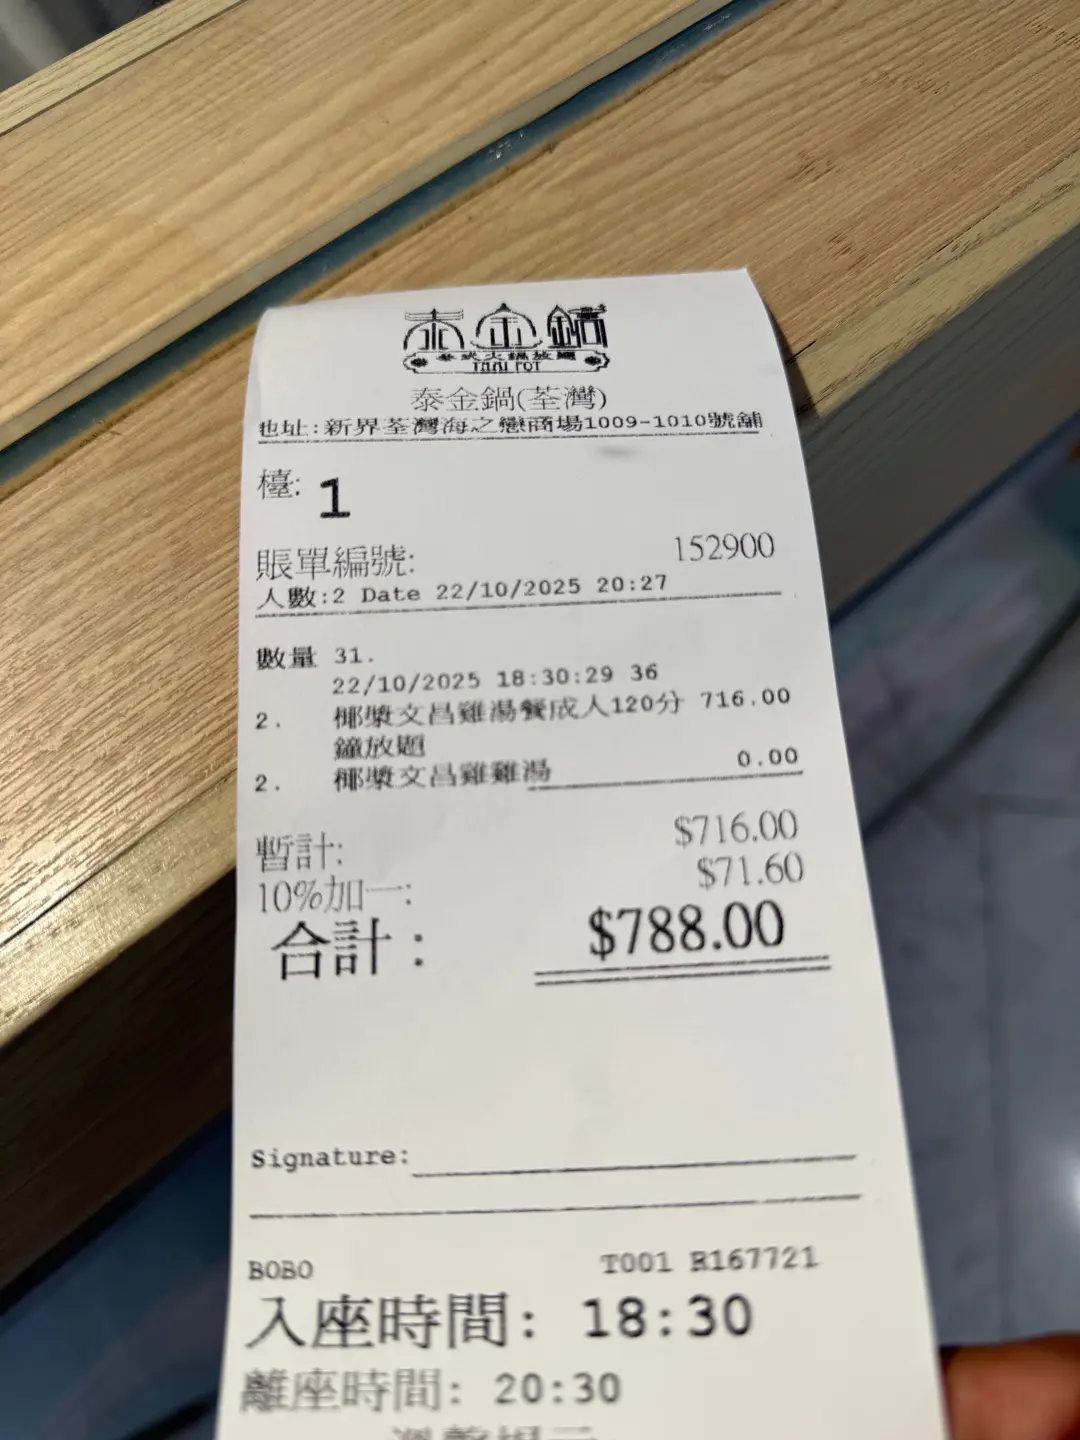 泰金鍋
泰式火鍋放題
THAI POT
泰金鍋(荃灣)
地址:新界荃灣海之戀商場1009-1010號舖
檯: 1
賬單編號: 152900
人數:2 Date 22/10/2025 20:27
數量 31.
22/10/2025 18:30:29 36
2. 椰漿文昌雞湯餐成人120分 716.00
鐘放題
2. 椰漿文昌雞雞湯 0.00
暫計: $716.00
10%加一: $71.60
合計: $788.00
Signature:
BOBO T001 R167721
入座時間: 18:30
離座時間: 20:30